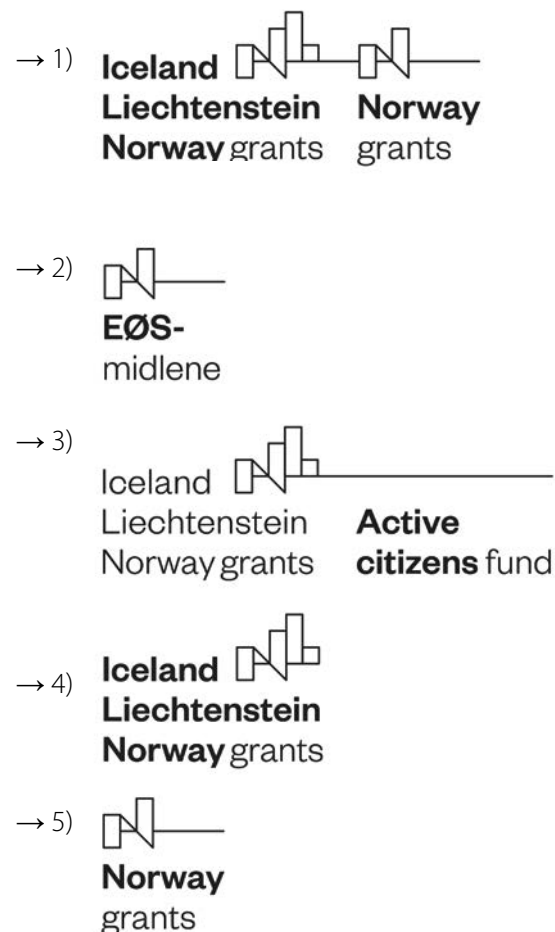 → 1)
Iceland
Liechtenstein Norway
Norway grants grants
→ 2)
EØS-
midlene
→ 3)
Iceland
Liechtenstein Active
Norway grants citizens fund
→ 4)
Iceland
Liechtenstein
Norway grants
→ 5)
Norway
grants